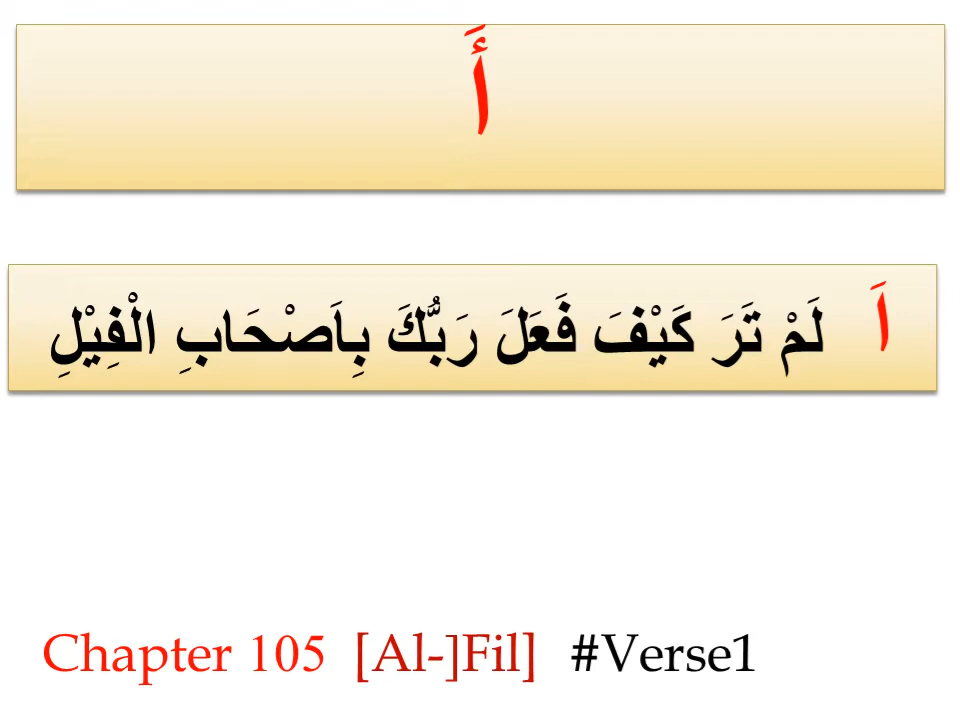 أَ
اَ لَمْ تَرَ كَيْفَ فَعَلَ رَبُّكَ بِاَصْحَابِ الْفِيْلِ
Chapter 105 [Al-]Fil] #Verse1